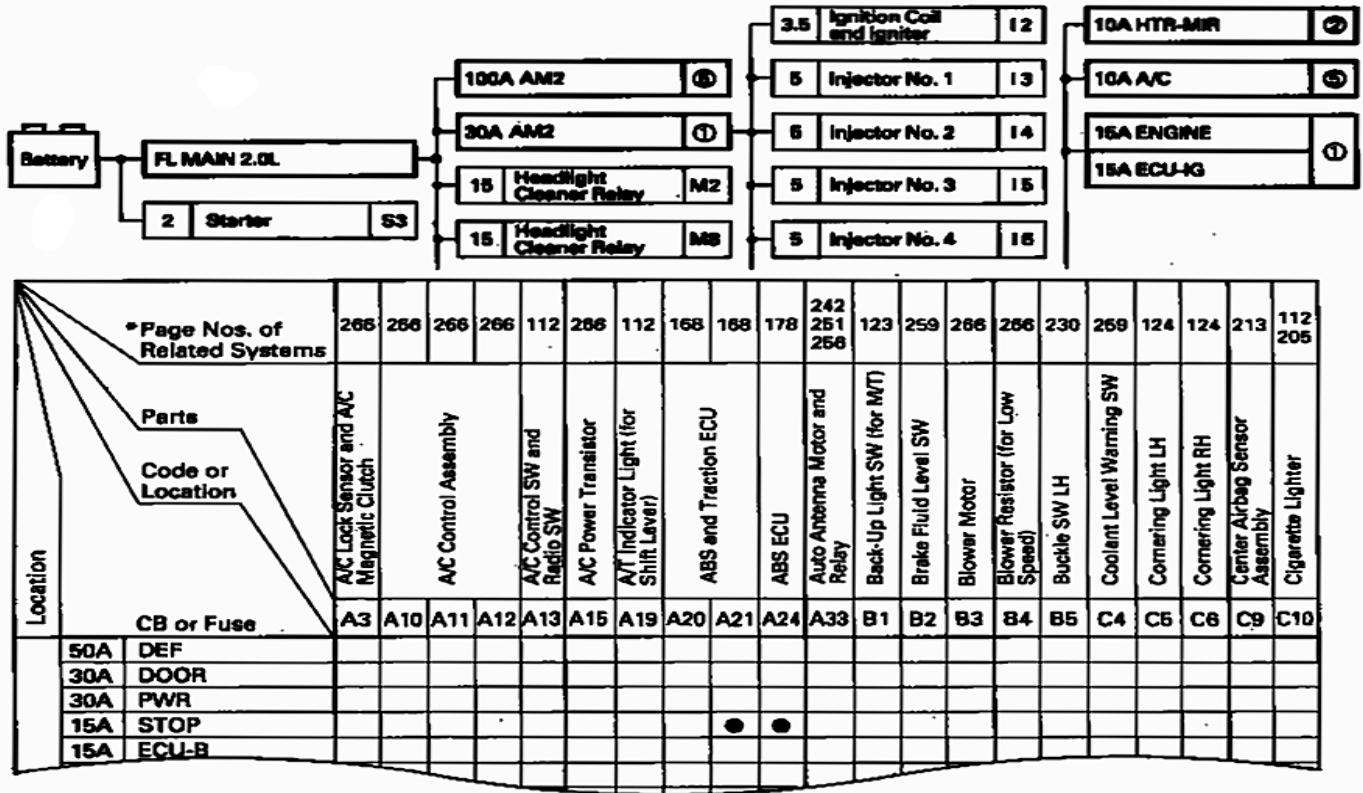 3.5 Ignition Coil and Igniter I2
10A HTR-MIR ②
100A AM2 ⑥
5 Injector No. 1 I3
10A A/C ⑤
Battery
FL MAIN 2.0L
30A AM2 ①
6 Injector No. 2 I4
15A ENGINE
15A ECU-IG
①
15 Headlight Cleaner Relay M2
5 Injector No. 3 I5
2 Starter S3
15 Headlight Cleaner Relay M8
5 Injector No. 4 I6
Location
*Page Nos. of Related Systems
266 266 266 266 112 266 112 168 168 178 242 251 256 123 259 266 266 230 259 124 124 213 112 205
Parts
A/C Lock Sensor and A/C Magnetic Clutch
A/C Control Assembly
A/C Control SW and Radio SW
A/C Power Transistor
A/T Indicator Light (for Shift Lever)
ABS and Traction ECU
ABS ECU
Auto Antenna Motor and Relay
Back-Up Light SW (for M/T)
Brake Fluid Level SW
Blower Motor
Blower Resistor (for Low Speed)
Buckle SW LH
Coolant Level Warning SW
Cornering Light LH
Cornering Light RH
Center Airbag Sensor Assembly
Cigarette Lighter
Code or Location
CB or Fuse
A3 A10 A11 A12 A13 A15 A19 A20 A21 A24 A33 B1 B2 B3 B4 B5 C4 C5 C6 C9 C10
50A DEF
30A DOOR
30A PWR
15A STOP ● ●
15A ECU-B